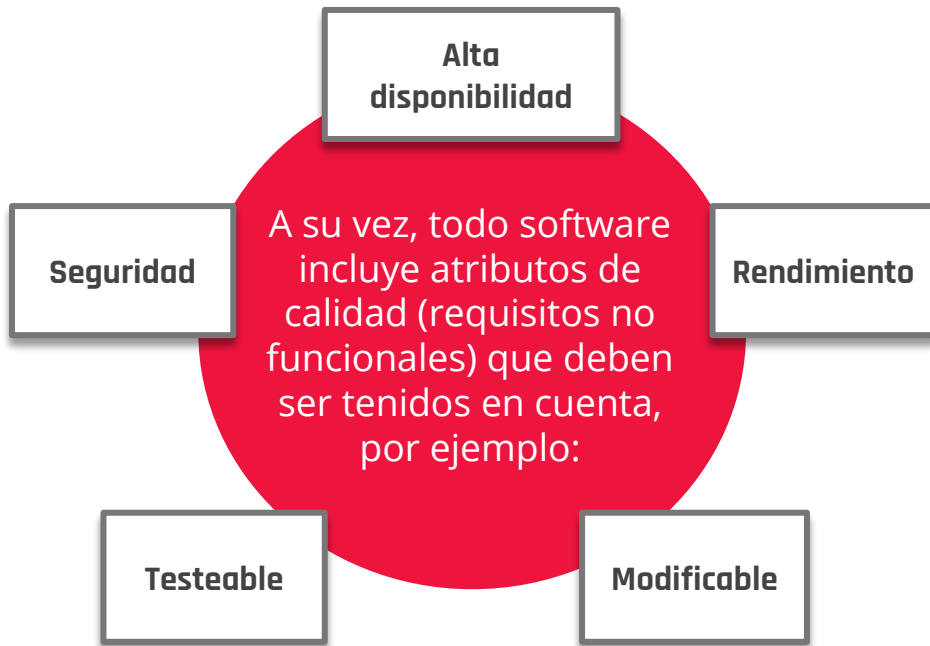 Alta
disponibilidad
Seguridad
A su vez, todo software
incluye atributos de
calidad (requisitos no
funcionales) que deben
ser tenidos en cuenta,
por ejemplo:
Rendimiento
Testeable
Modificable